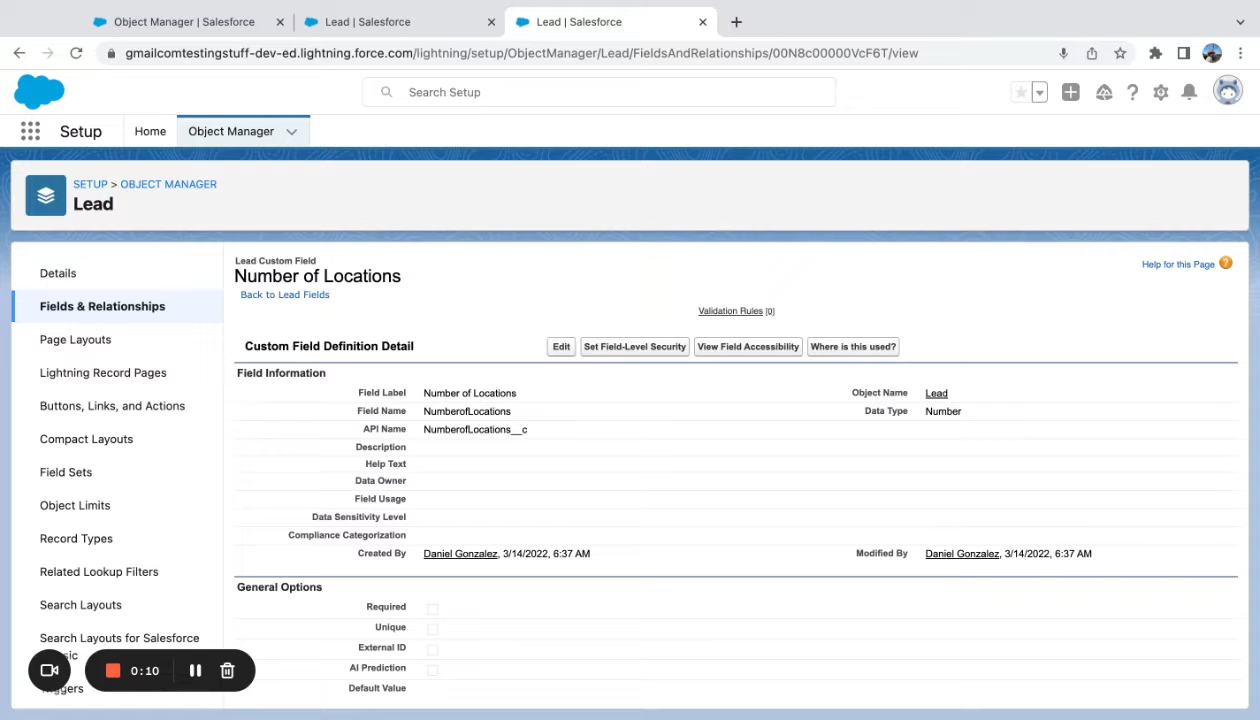 Object Manager | Salesforce
Lead | Salesforce
Lead | Salesforce
gmailcomtestingstuff-dev-ed.lightning.force.com/lightning/setup/ObjectManager/Lead/FieldsAndRelationships/00N8c00000VcF6T/view
Search Setup
Setup
Home
Object Manager
SETUP > OBJECT MANAGER
Lead
Details
Fields & Relationships
Page Layouts
Lightning Record Pages
Buttons, Links, and Actions
Compact Layouts
Field Sets
Object Limits
Record Types
Related Lookup Filters
Search Layouts
Search Layouts for Salesforce
0:10
Lead Custom Field
Number of Locations
Back to Lead Fields
Help for this Page
Validation Rules [0]
Custom Field Definition Detail
Edit
Set Field-Level Security
View Field Accessibility
Where is this used?
Field Information
Field Label Number of Locations Object Name Lead
Field Name NumberofLocations Data Type Number
API Name NumberofLocations__c
Description
Help Text
Data Owner
Field Usage
Data Sensitivity Level
Compliance Categorization
Created By Daniel Gonzalez, 3/14/2022, 6:37 AM Modified By Daniel Gonzalez, 3/14/2022, 6:37 AM
General Options
Required
Unique
External ID
AI Prediction
Default Value